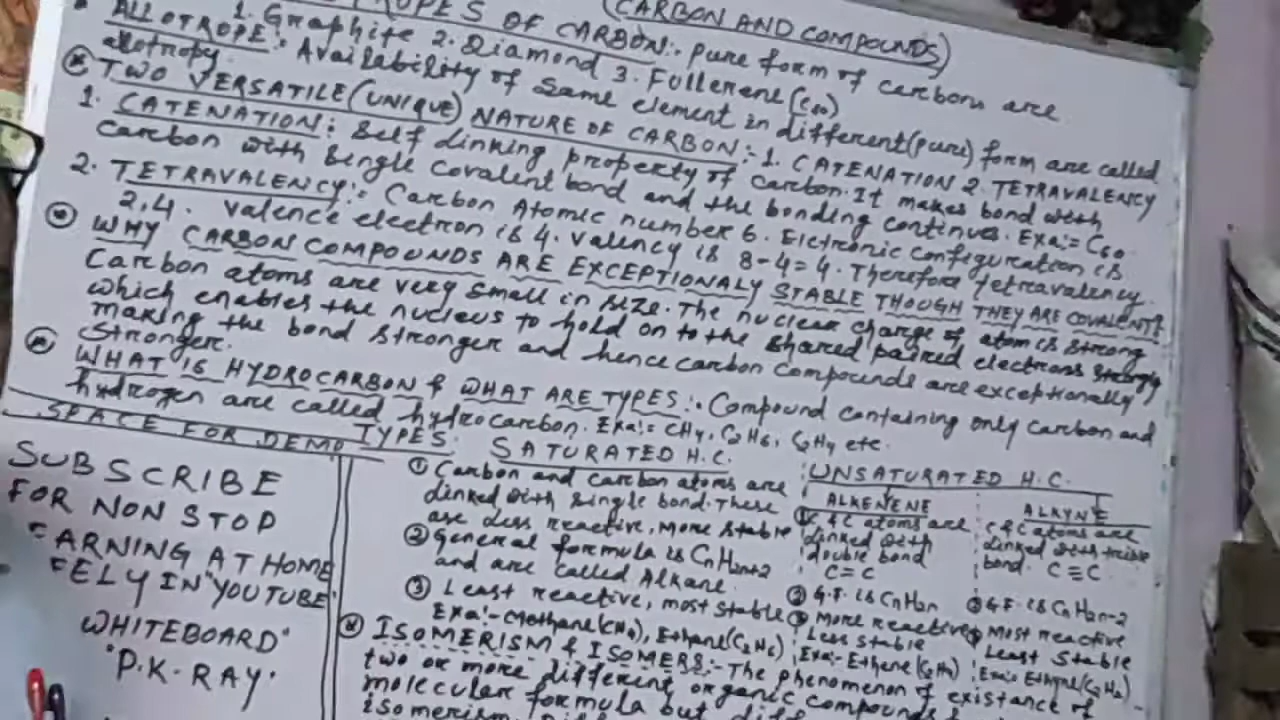 (CARBON AND COMPOUNDS)
OF CARBON:. Pure form of carbons are
1. Graphite 2. Diamond 3. Fullerene (C60)
ALLOTROPE:. Availability of same element in different (pure) form are called
allotropy.
TWO VERSATILE (UNIQUE) NATURE OF CARBON:- 1. CATENATION 2. TETRAVALENCY
1. CATENATION: Self linking property of carbon. It makes bond with
carbon with single covalent bond and the bonding continues. Exa:= C60
2. TETRAVALENCY:. Carbon Atomic number 6. Elctronic configuration is
2,4. Valence electron is 4. Valency is 8-4=4. Therefore tetravalency.
WHY CARBON COMPOUNDS ARE EXCEPTIONALY STABLE THOUGH THEY ARE COVALENT?
Carbon atoms are very small in size. The nuclear charge of atom is strong
which enables the nucleus to hold on to the shared paired electrons strongly
making the bond stronger and hence carbon compounds are exceptionally
stronger.
WHAT IS HYDROCARBON & WHAT ARE TYPES:. Compound containing only carbon and
hydrogen are called hydrocarbon. Exa:= CH4, C2H6, C2H4 etc.
SPACE FOR DEMO
SUBSCRIBE
FOR NON STOP
EARNING AT HOME
EELY IN "YOUTUBE"
WHITEBOARD"
"P.K.RAY"
TYPES:
SATURATED H.C.
① Carbon and carbon atoms are
linked with single bond. These
are less reactive, more stable
② General formula is CnH2n+2
and are called Alkane.
③ Least reactive, most stable
Exa:- Methane (CH4), Ethane (C2H6)
UNSATURATED H.C.
ALKENENE
① C & C atoms are
linked with
double bond
C=C
② G.F. is CnH2n
③ More reactive
Less stable
Exa:- Ethene (C2H4)
ALKYNE
C & C atoms are
linked with trible
bond. C≡C
② G.F. is CnH2n-2
③ Most reactive
Least stable
Exa:- Ethyne (C2H2)
ISOMERISM & ISOMERS:- The phenomenon of existance of
two or more different organic compounds
molecular formula but
isomerism.